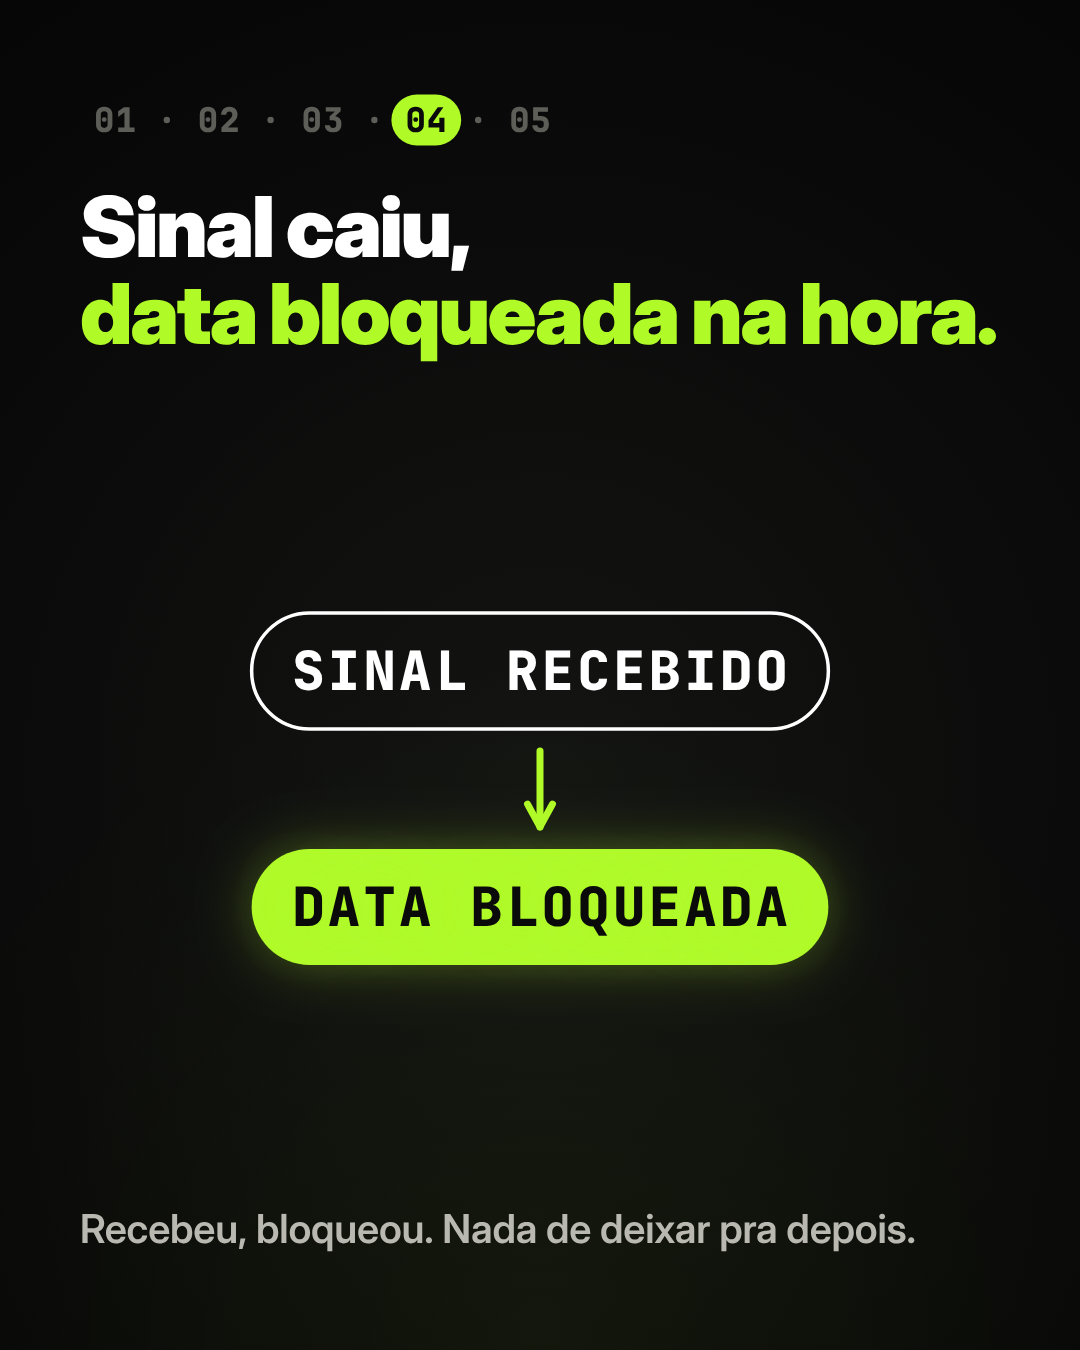 01 · 02 · 03 · 04 · 05
Sinal caiu,
data bloqueada na hora.
SINAL RECEBIDO
DATA BLOQUEADA
Recebeu, bloqueou. Nada de deixar pra depois.